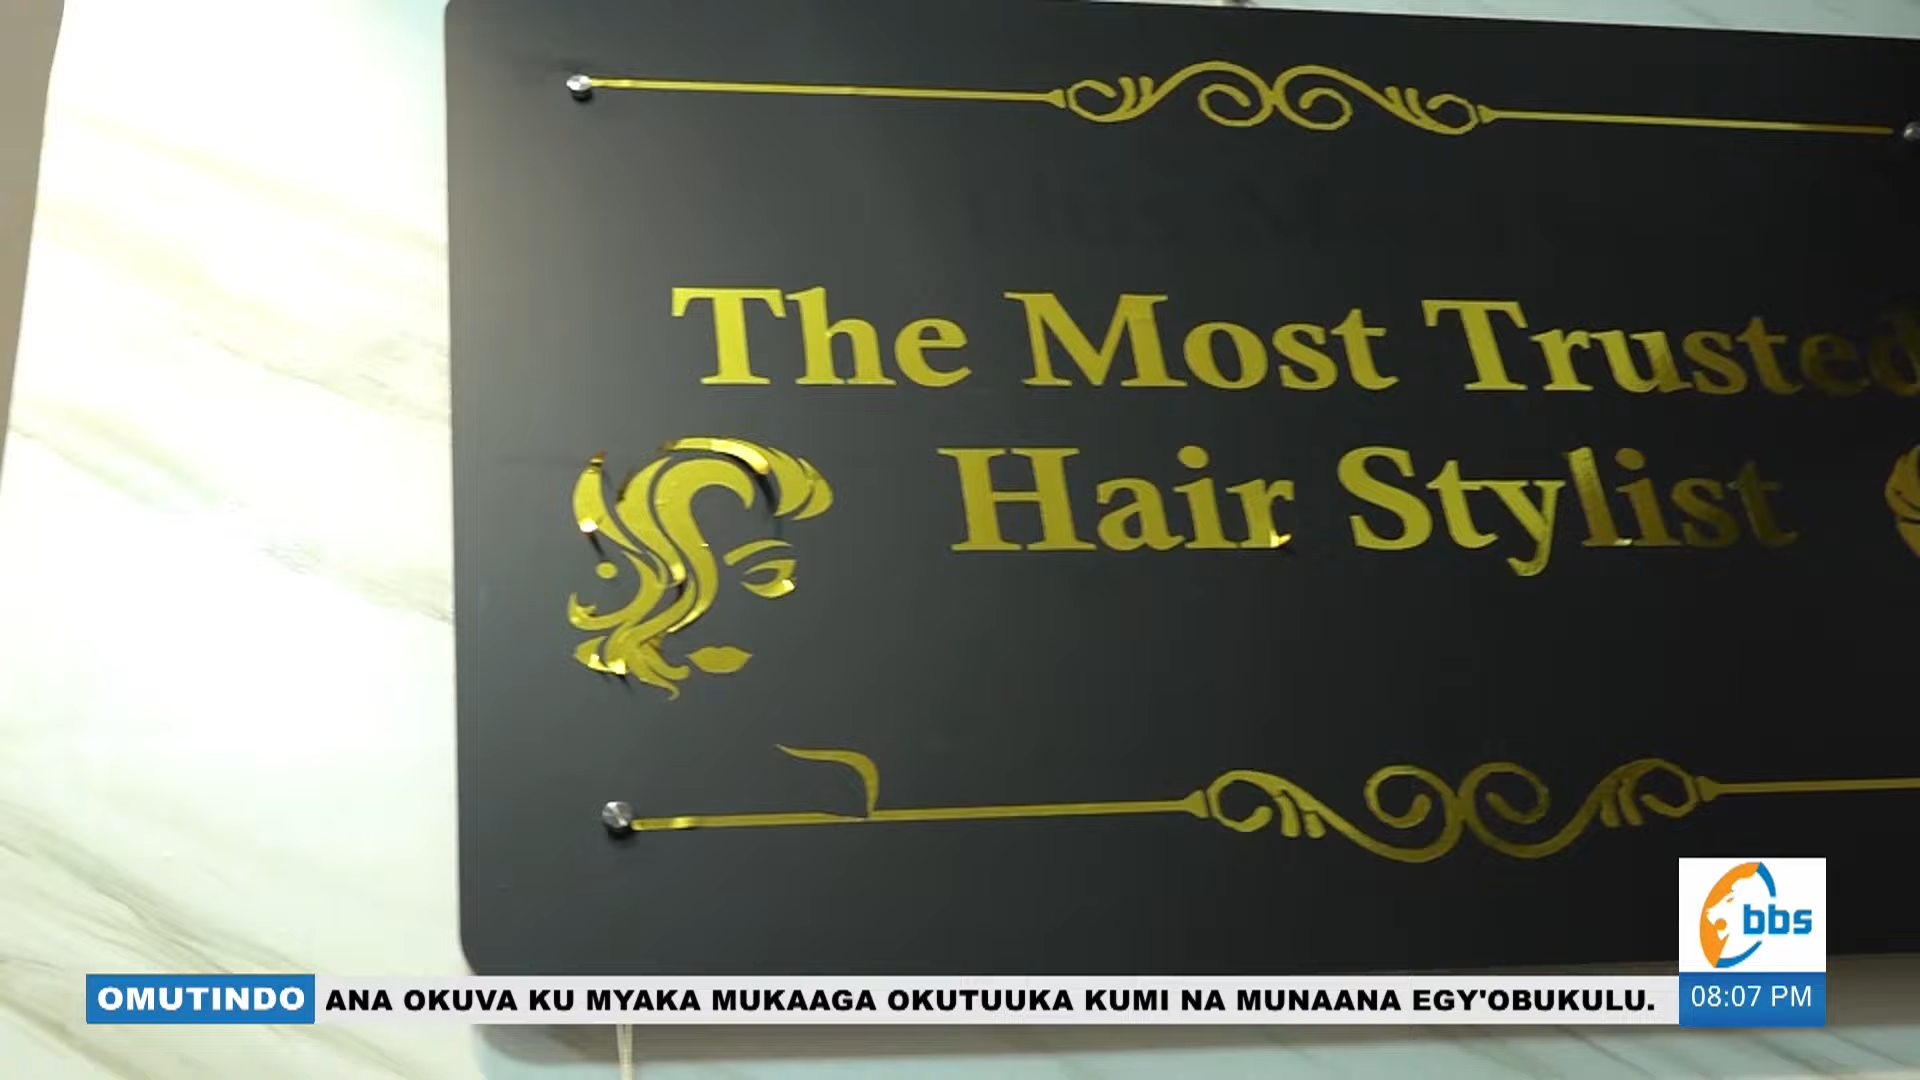 The Most Trusted
Hair Stylist
bbs
OMUTINDO ANA OKUVA KU MYAKA MUKAAGA OKUTUUKA KUMI NA MUNAANA EGY'OBUKULU.
08:07 PM